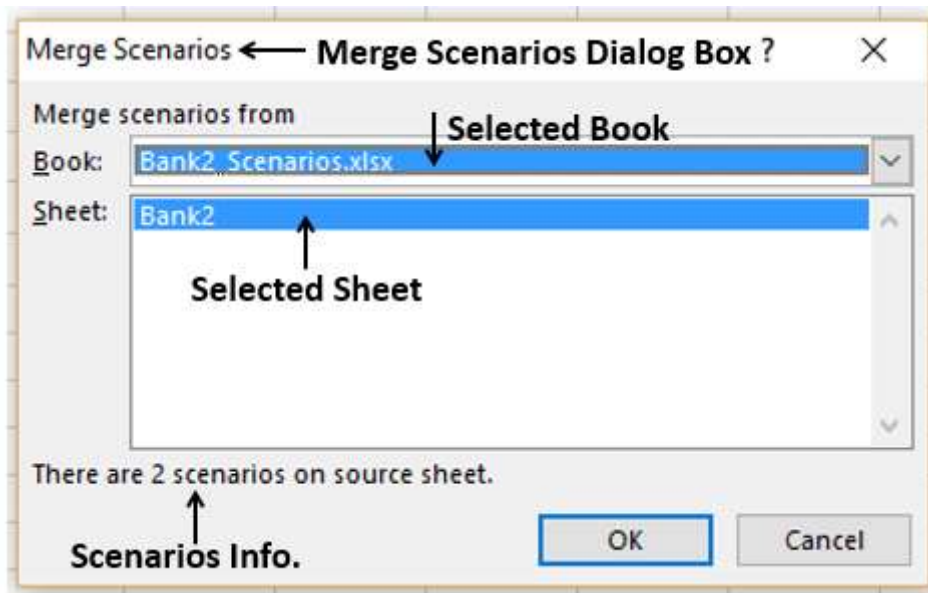 Merge Scenarios Merge Scenarios Dialog Box ?
Merge scenarios from
Selected Book
Book: Bank2_Scenarios.xlsx
Sheet: Bank2
Selected Sheet
There are 2 scenarios on source sheet.
Scenarios Info.
OK Cancel